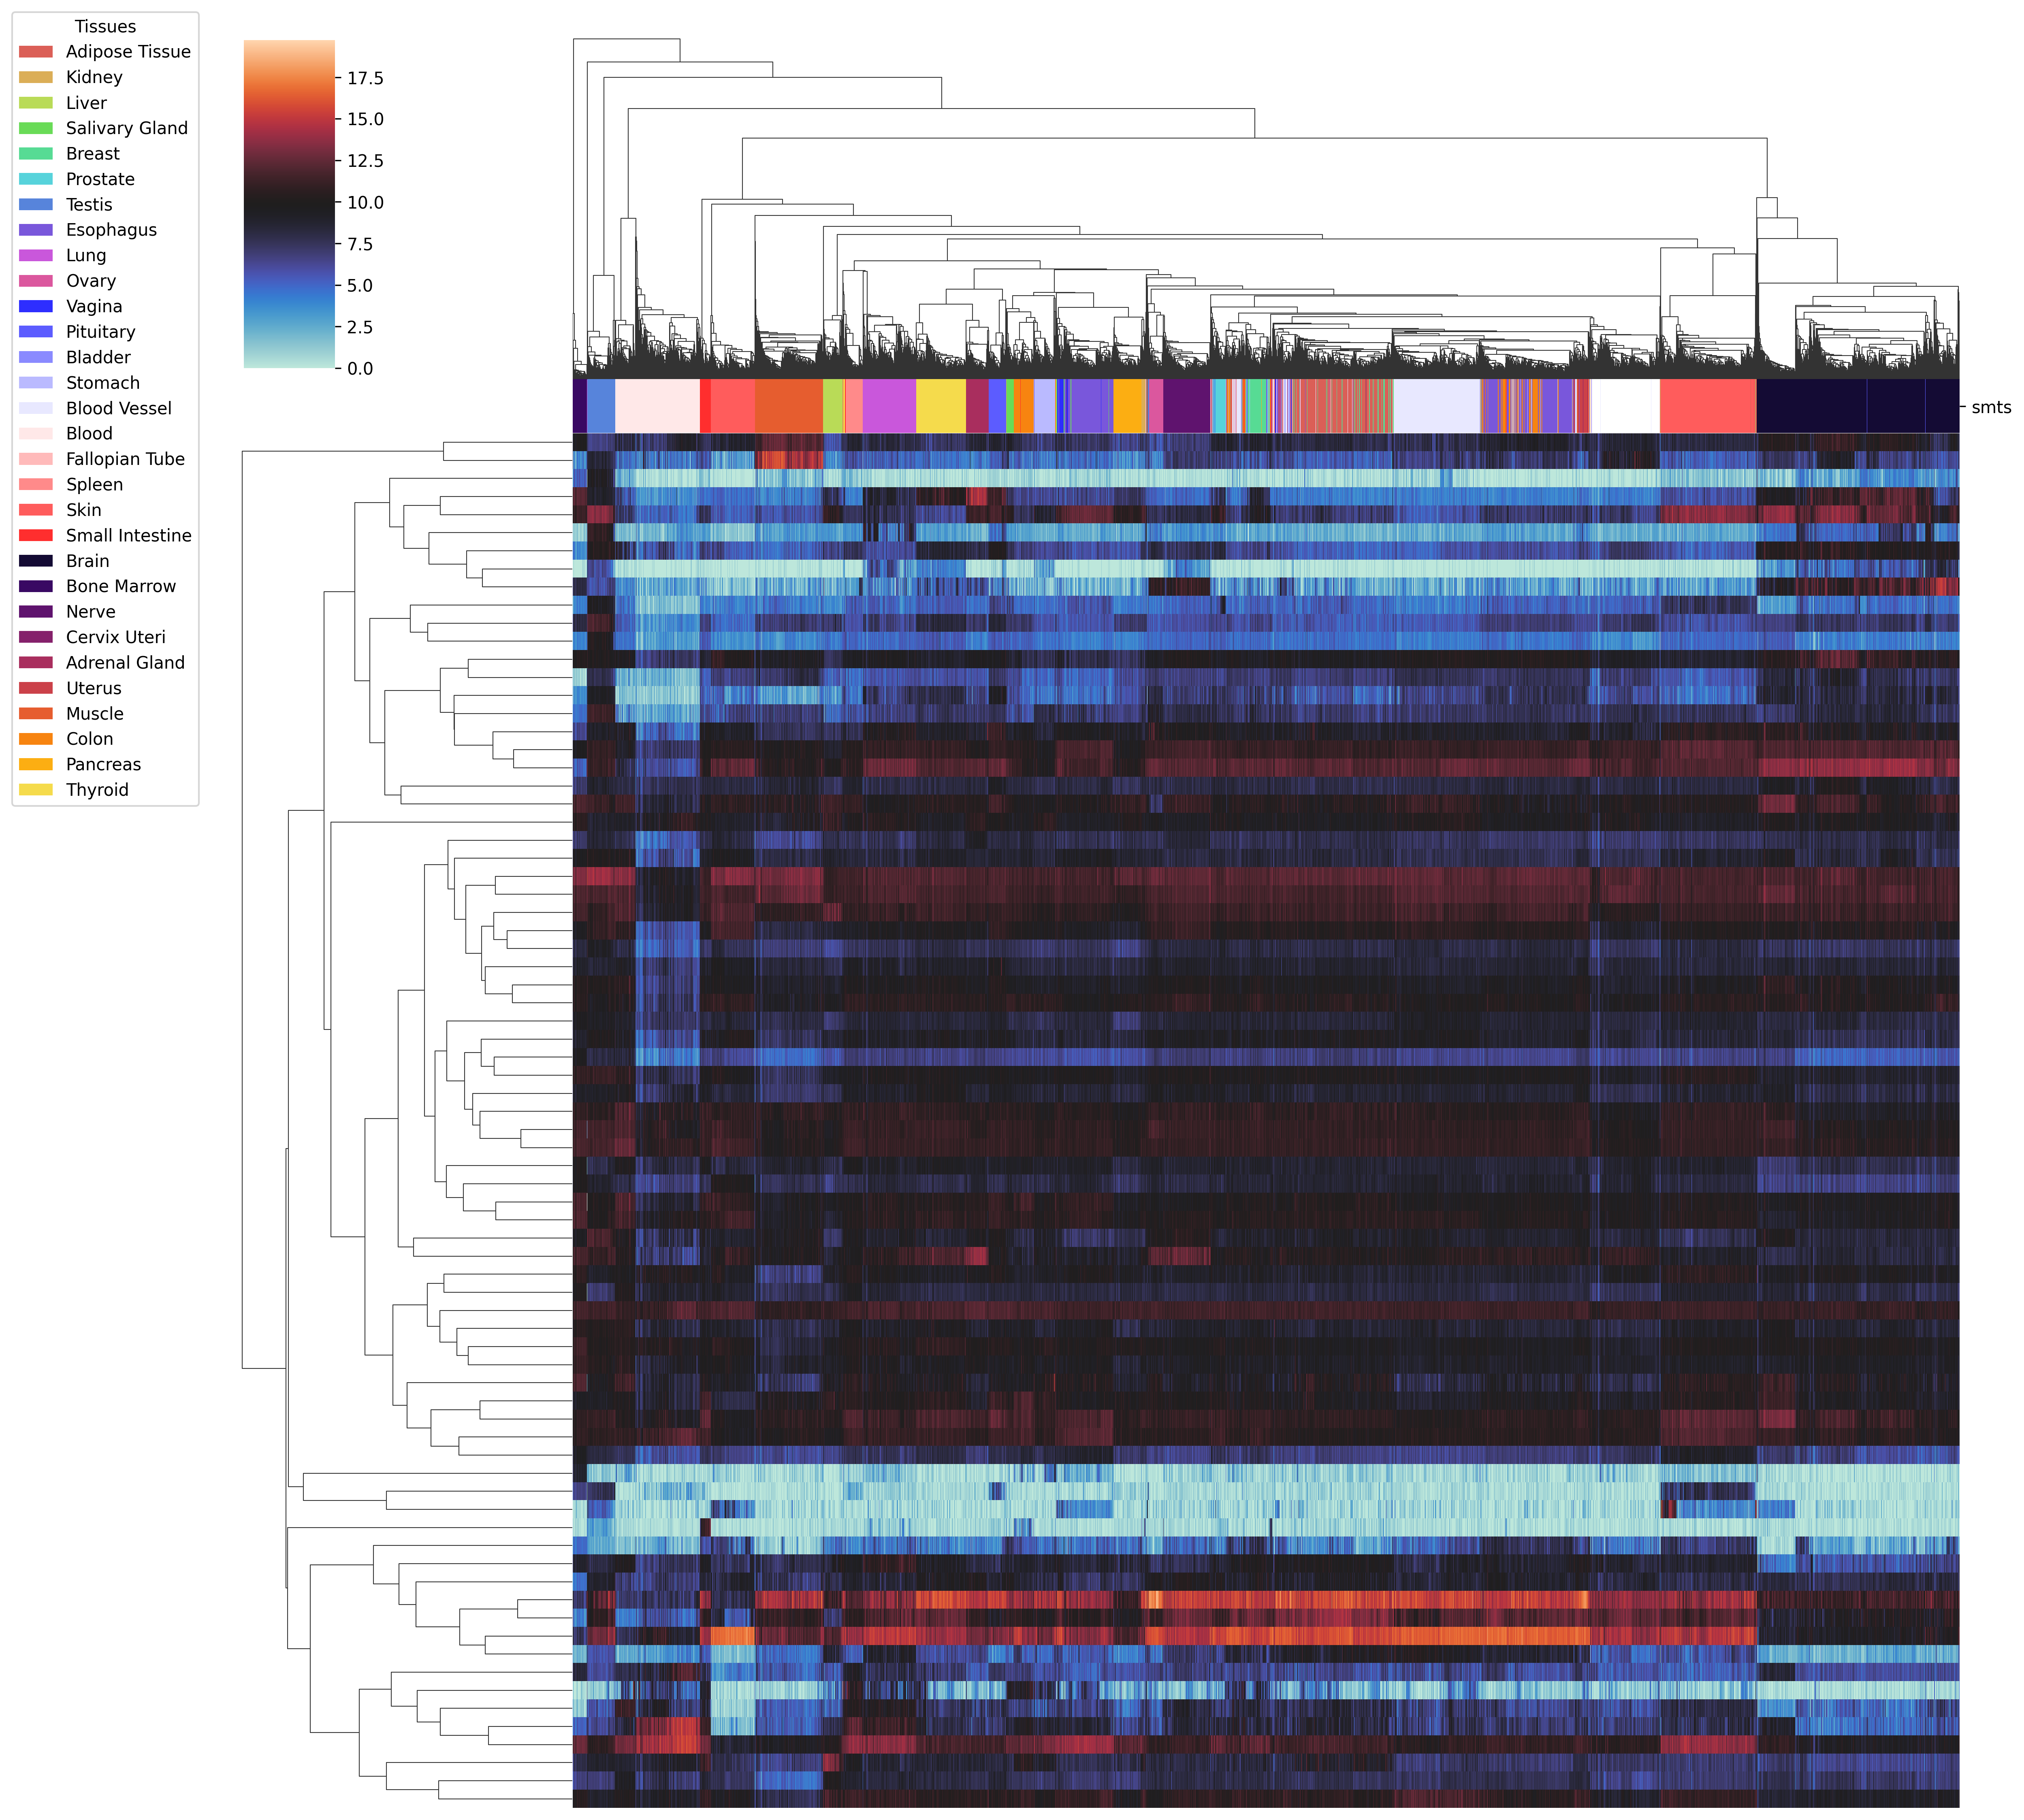 Tissues
Adipose Tissue
Kidney
Liver
Salivary Gland
Breast
Prostate
Testis
Esophagus
Lung
Ovary
Vagina
Pituitary
Bladder
Stomach
Blood Vessel
Blood
Fallopian Tube
Spleen
Skin
Small Intestine
Brain
Bone Marrow
Nerve
Cervix Uteri
Adrenal Gland
Uterus
Muscle
Colon
Pancreas
Thyroid
17.5
15.0
12.5
10.0
7.5
5.0
2.5
0.0
smts